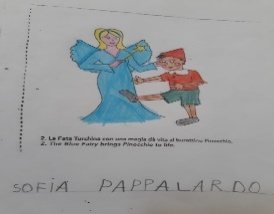 2. La Fata Turchina con una magia dà vita al burattino Pinocchio.
2. The Blue Fairy brings Pinocchio to life.
SOFIA PAPPALARDO